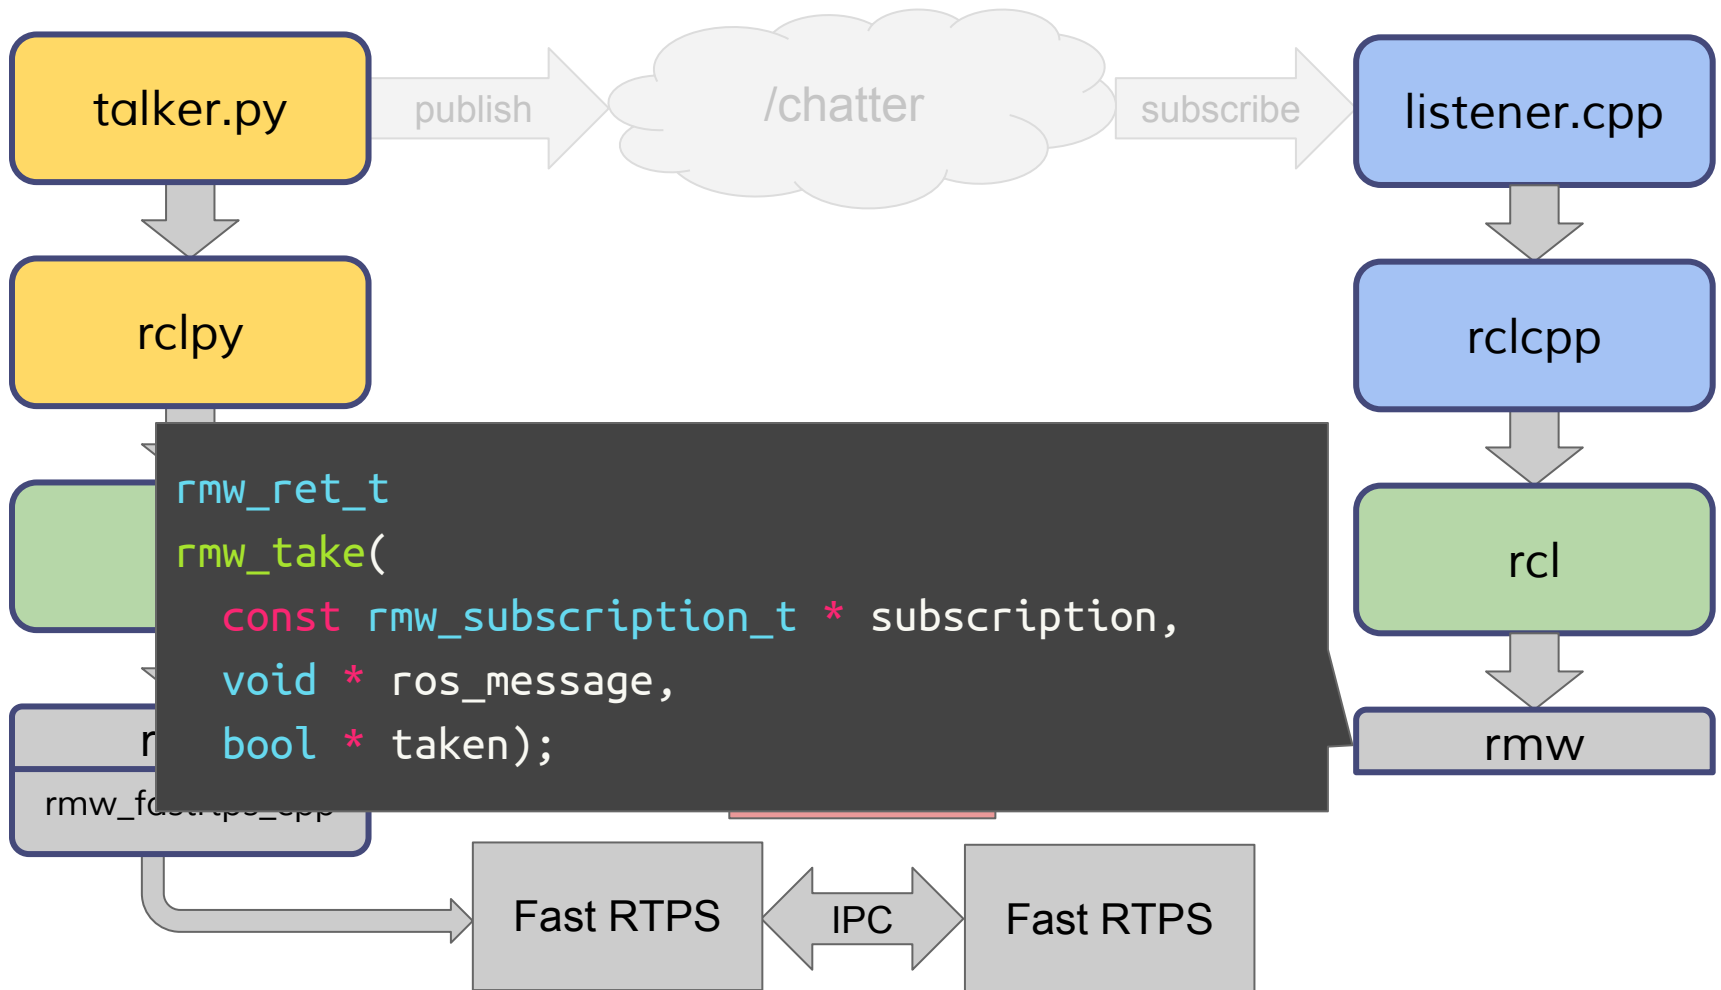 talker.py
publish
/chatter
subscribe
listener.cpp
rclpy
rclcpp
rmw_ret_t
rmw_take(
const rmw_subscription_t * subscription,
void * ros_message,
bool * taken);
rcl
rmw
rmw_fastrtps_cpp
Fast RTPS
IPC
Fast RTPS